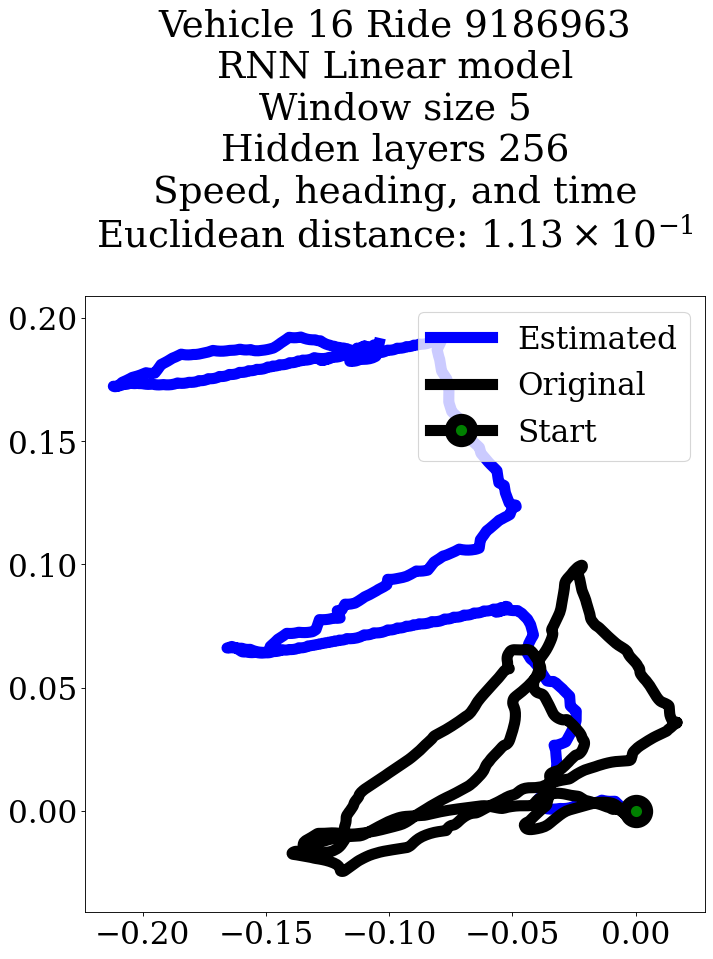 Vehicle 16 Ride 9186963
RNN Linear model
Window size 5
Hidden layers 256
Speed, heading, and time
Euclidean distance: 1.13 × 10⁻¹
0.20
0.15
0.10
0.05
0.00
Estimated
Original
Start
−0.20 −0.15 −0.10 −0.05 0.00